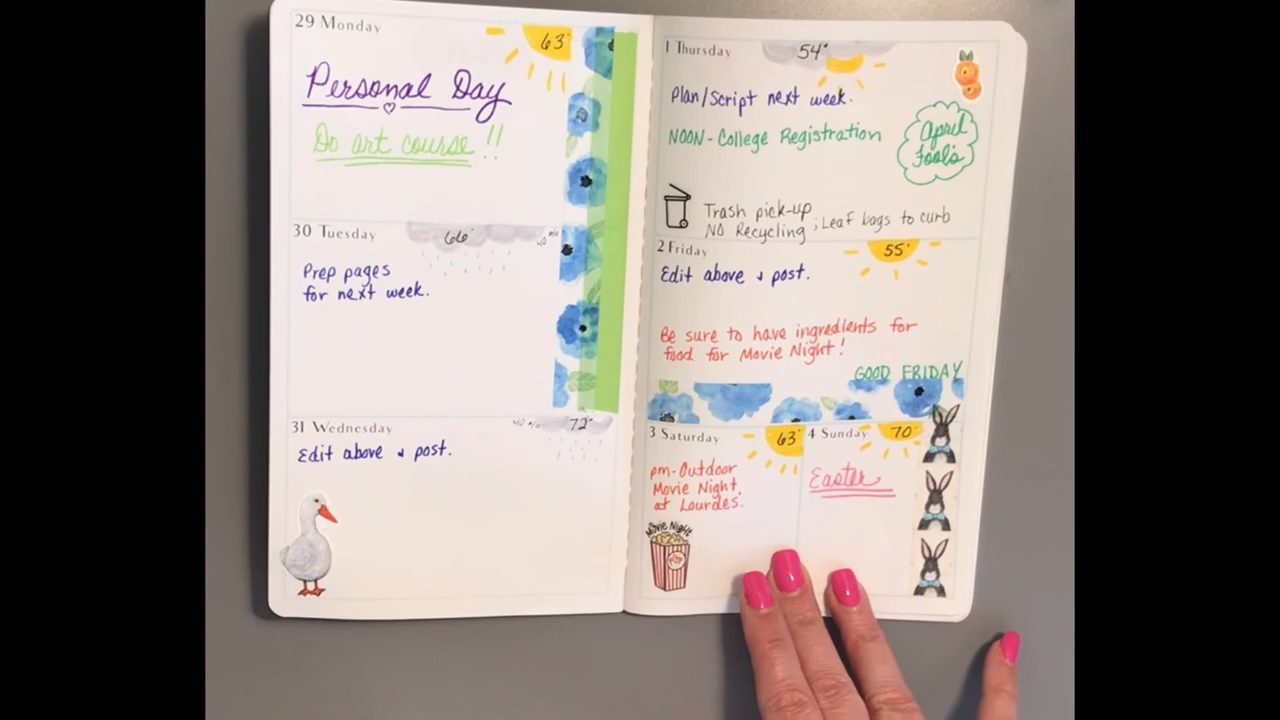 29 Monday
63°
Personal Day
Do art course!!
30 Tuesday
66°
Prep pages
for next week.
31 Wednesday
40% 72°
Edit above & post.
1 Thursday
54°
Plan/Script next week.
NOON - College Registration
April
Fool's
Trash pick-up
NO Recycling ; Leaf bags to curb
2 Friday
55°
Edit above & post.
Be sure to have ingredients for
food for Movie Night!
GOOD FRIDAY
3 Saturday
63°
pm-Outdoor
Movie Night
at Lourdes.
Movie Night
4 Sunday
70°
Easter